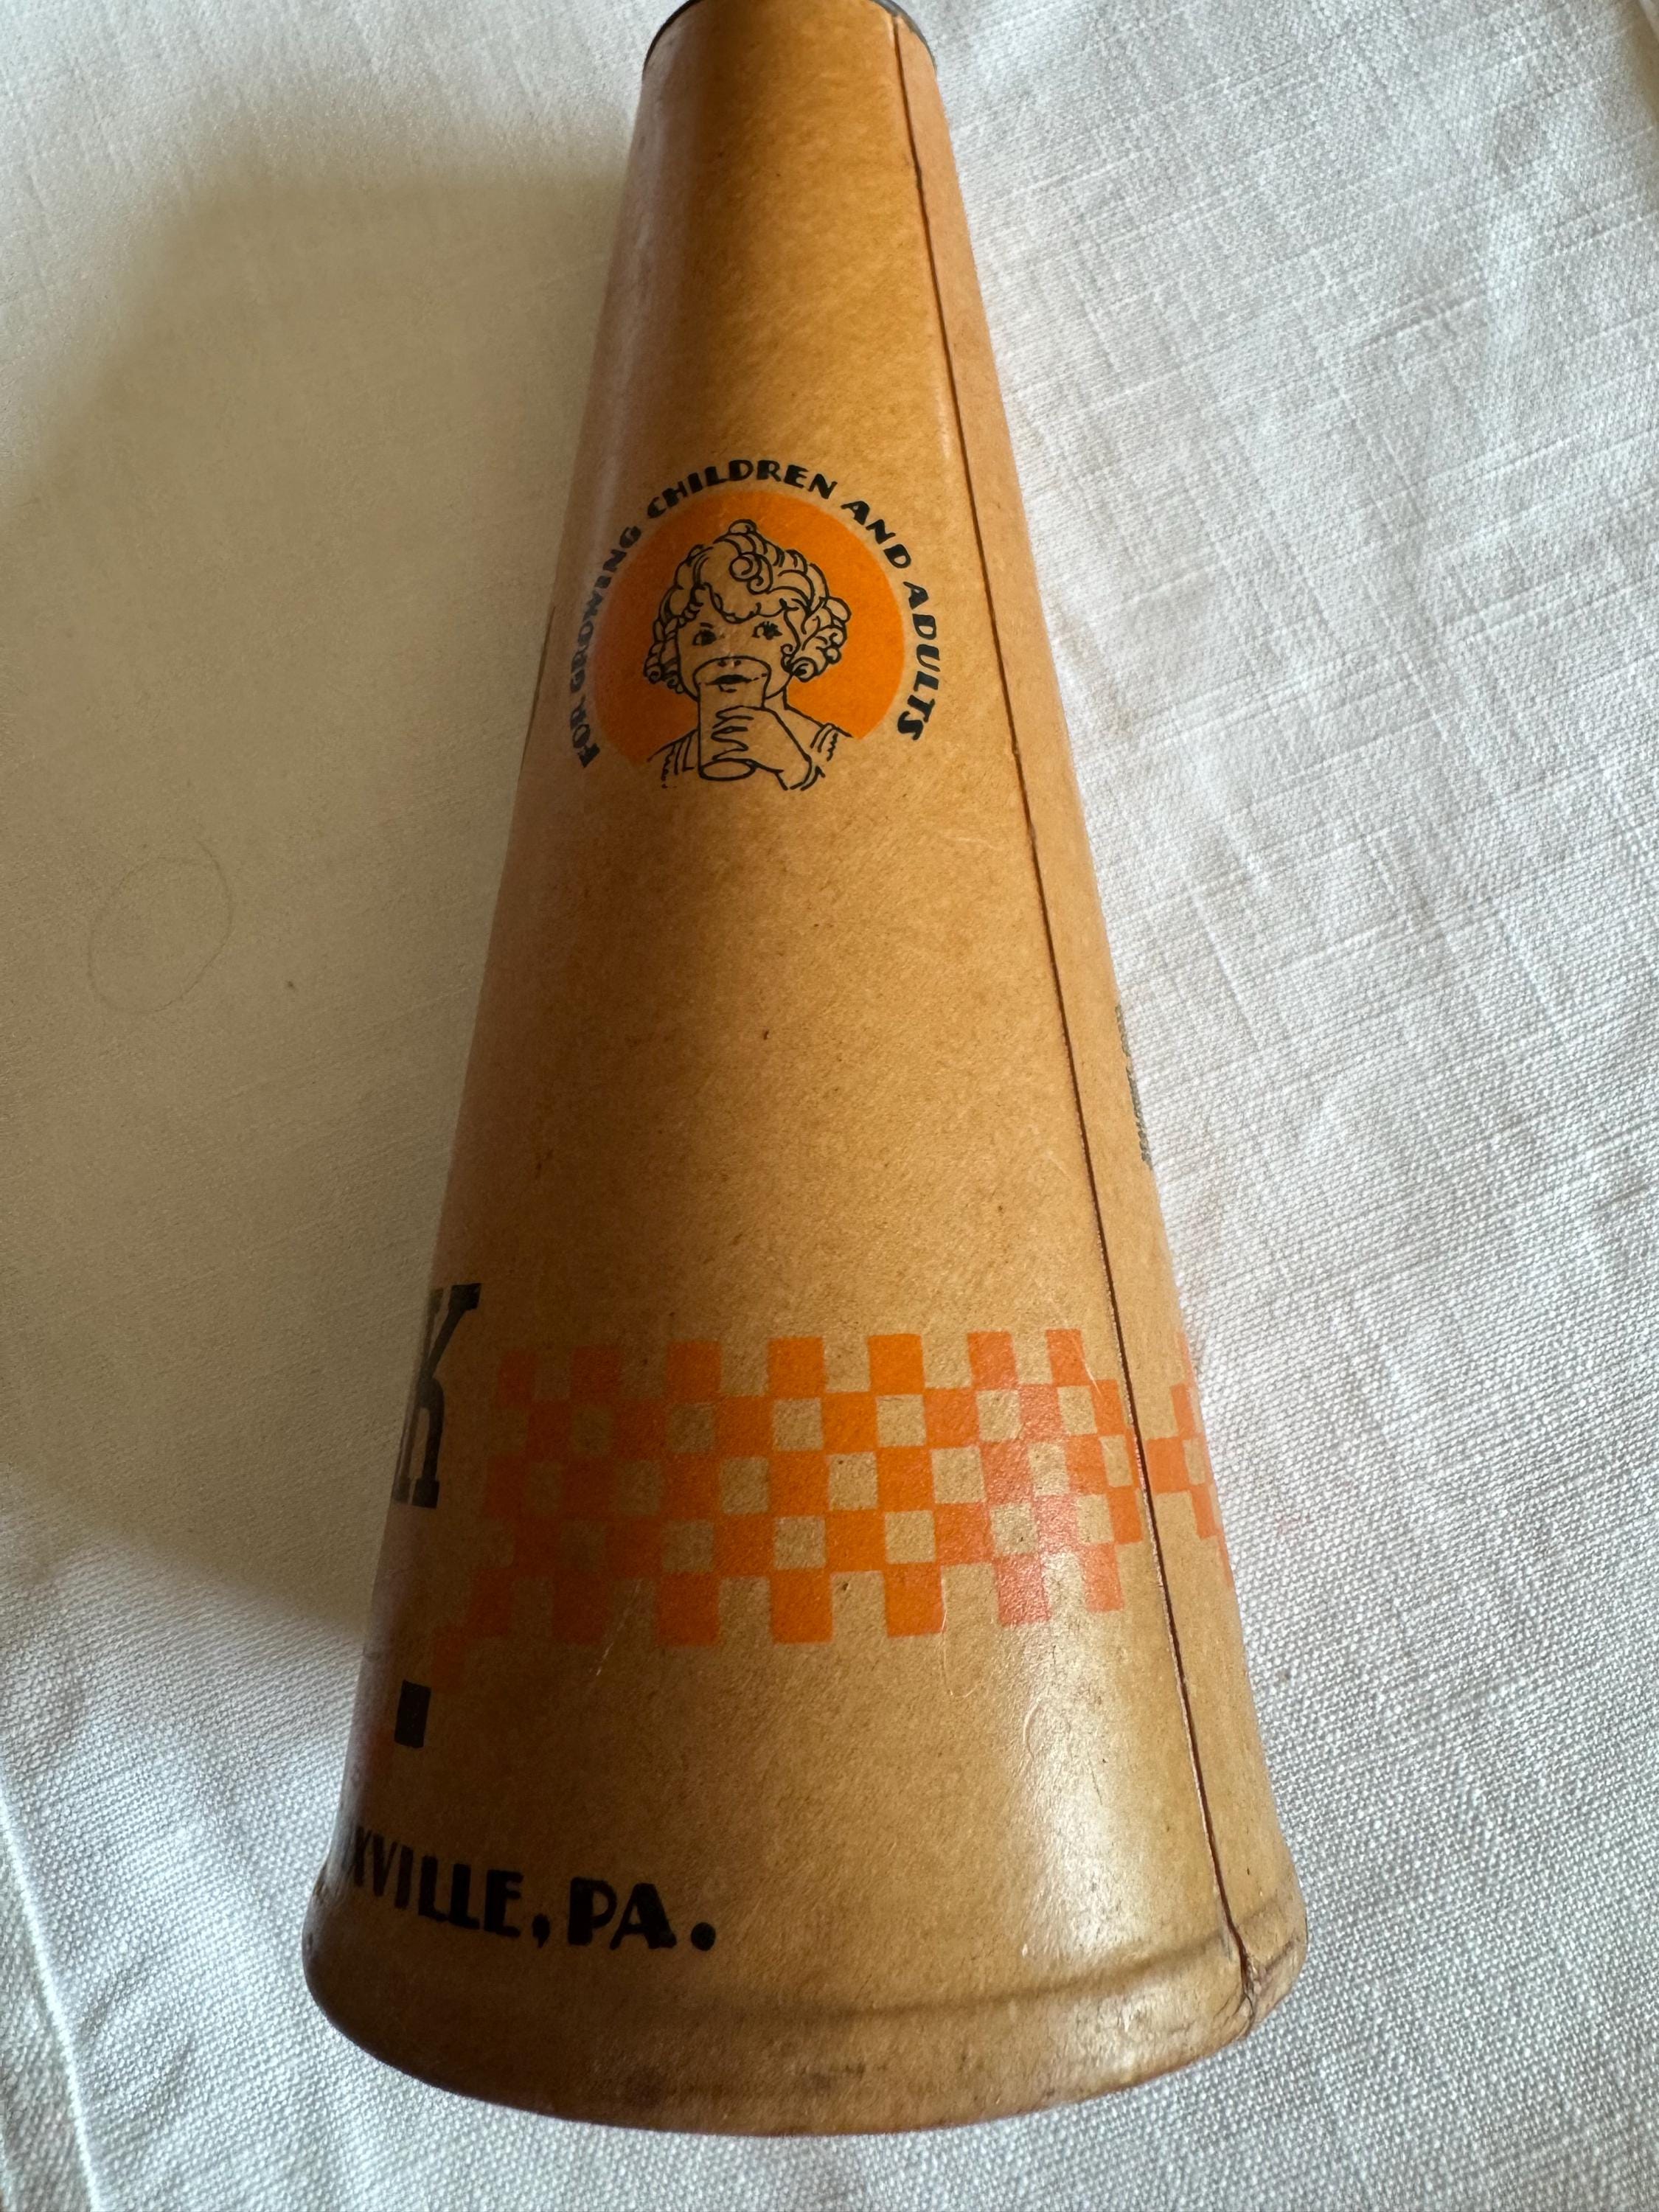 FOR GROWING CHILDREN AND ADULTS
K
VILLE, PA.